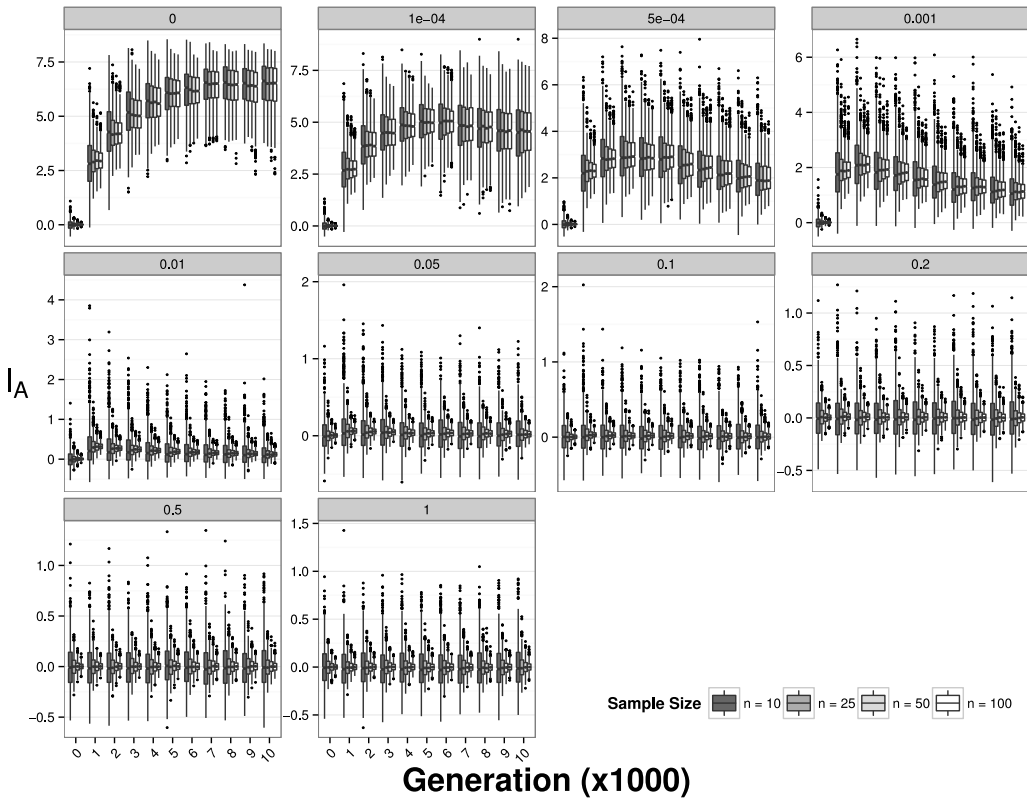 0 1e−04 5e−04 0.001
7.5 5.0 2.5 0.0
7.5 5.0 2.5 0.0
8 6 4 2 0
6 4 2 0
0.01 0.05 0.1 0.2
4 3 2 1 0
2 1 0
2 1 0
1.0 0.5 0.0 −0.5
I_A
0.5 1
1.0 0.5 0.0 −0.5
1.5 1.0 0.5 0.0 −0.5
0 1 2 3 4 5 6 7 8 9 10
0 1 2 3 4 5 6 7 8 9 10
Sample Size n = 10 n = 25 n = 50 n = 100
Generation (x1000)